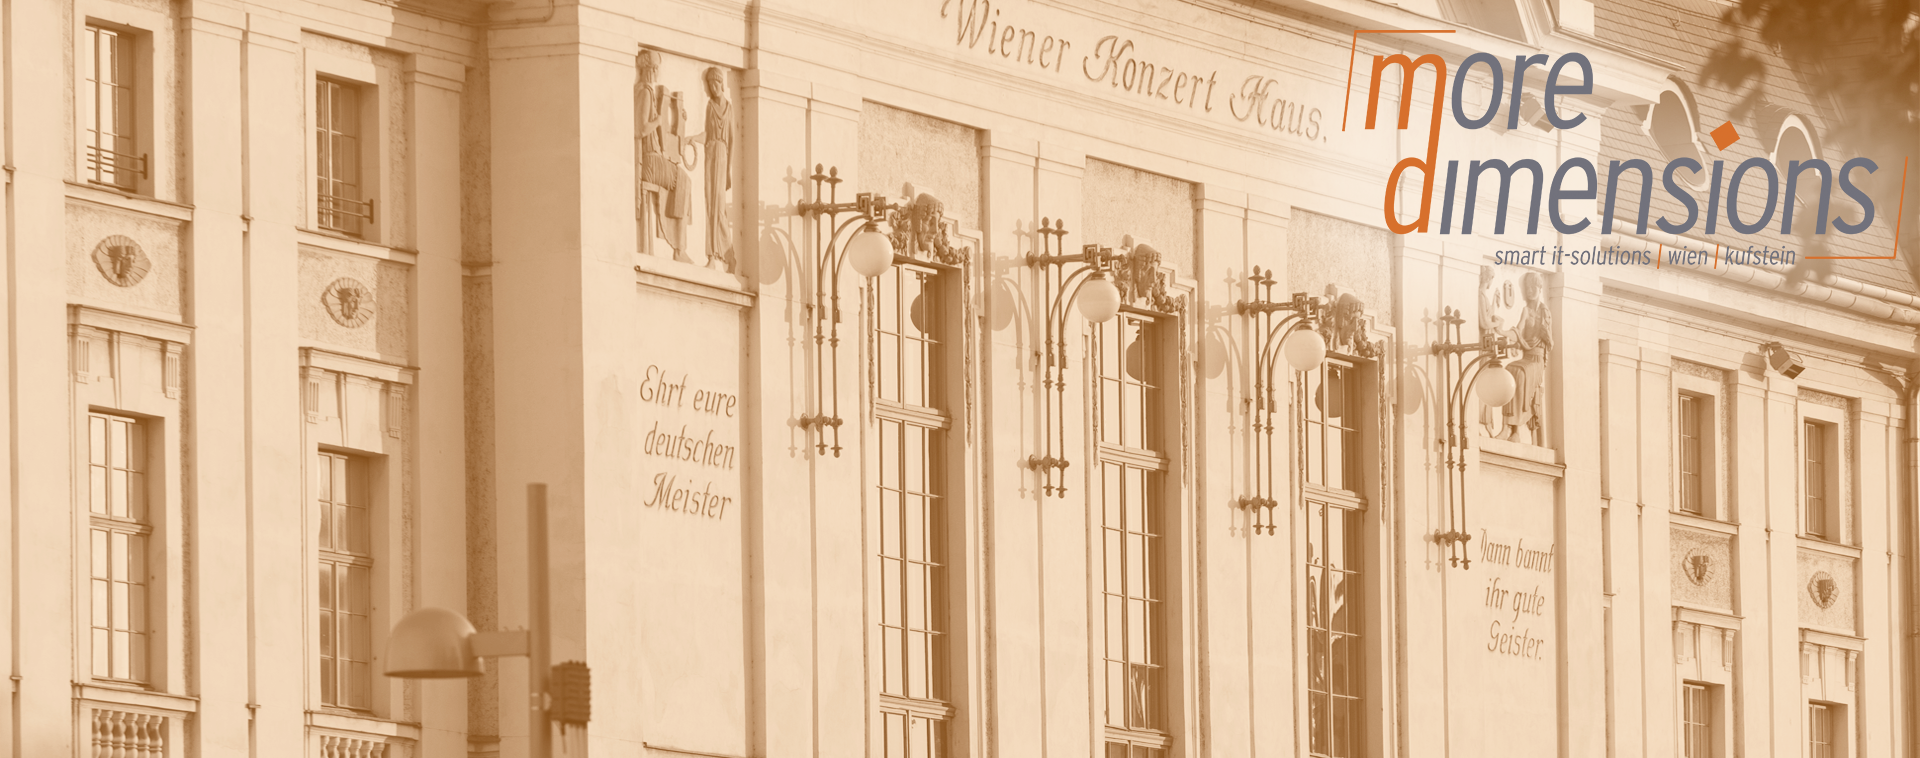 Wiener Konzert Haus.
more
dimensions
smart it-solutions | wien | kufstein
Ehrt eure
deutschen
Meister
Dann bannt
ihr gute
Geister.